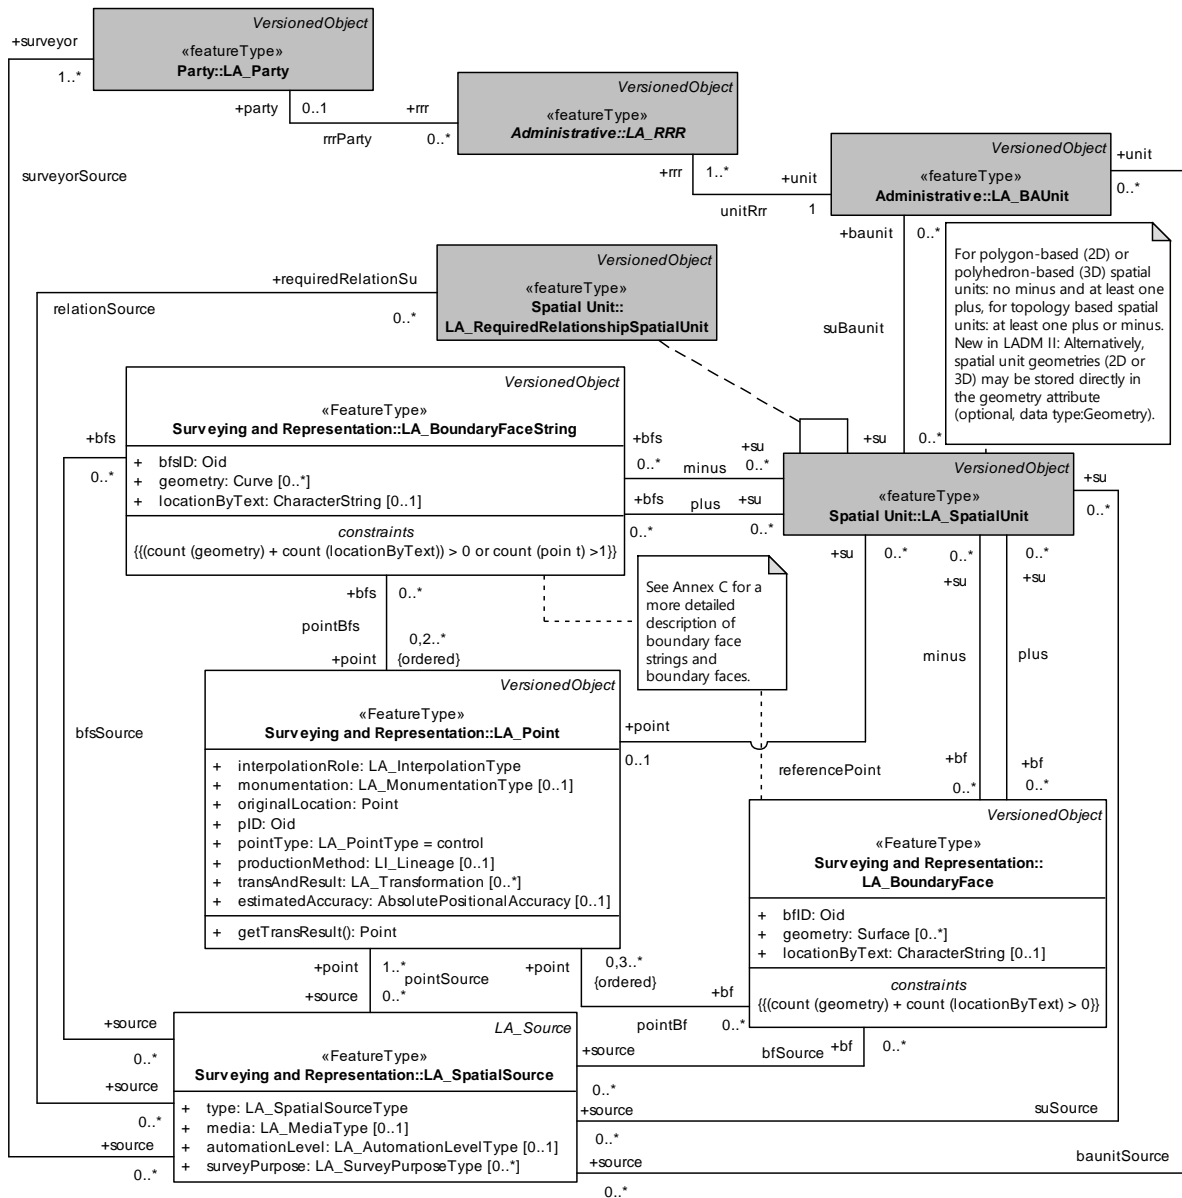 VersionedObject
«featureType»
Party::LA_Party
+surveyor
1..*
surveyorSource
+party
0..1
rrrParty
+rrr
0..*
VersionedObject
«featureType»
Administrative::LA_RRR
+rrr
1..*
unitRrr
+unit
1
VersionedObject
«featureType»
Administrative::LA_BAUnit
+unit
0..*
+baunit
0..*
suBaunit
For polygon-based (2D) or
polyhedron-based (3D) spatial
units: no minus and at least one
plus, for topology based spatial
units: at least one plus or minus.
New in LADM II: Alternatively,
spatial unit geometries (2D or
3D) may be stored directly in
the geometry attribute
(optional, data type:Geometry).
+requiredRelationSu
0..*
relationSource
VersionedObject
«featureType»
Spatial Unit::
LA_RequiredRelationshipSpatialUnit
VersionedObject
«FeatureType»
Surveying and Representation::LA_BoundaryFaceString
+ bfsID: Oid
+ geometry: Curve [0..*]
+ locationByText: CharacterString [0..1]
constraints
{{(count (geometry) + count (locationByText)) > 0 or count (poin t) >1}}
+bfs
0..*
+bfs
0..*
minus
+su
0..*
+bfs
0..*
plus
+su
0..*
+su
0..*
VersionedObject
«featureType»
Spatial Unit::LA_SpatialUnit
+su
0..*
+su
0..*
0..*
+su
0..*
+su
minus
plus
See Annex C for a
more detailed
description of
boundary face
strings and
boundary faces.
+bfs
0..*
pointBfs
0,2..*
+point
{ordered}
bfsSource
VersionedObject
«FeatureType»
Surveying and Representation::LA_Point
+ interpolationRole: LA_InterpolationType
+ monumentation: LA_MonumentationType [0..1]
+ originalLocation: Point
+ pID: Oid
+ pointType: LA_PointType = control
+ productionMethod: LI_Lineage [0..1]
+ transAndResult: LA_Transformation [0..*]
+ estimatedAccuracy: AbsolutePositionalAccuracy [0..1]
+ getTransResult(): Point
+point
0..1
referencePoint
+bf
0..*
+bf
0..*
VersionedObject
«FeatureType»
Surveying and Representation::
LA_BoundaryFace
+ bfID: Oid
+ geometry: Surface [0..*]
+ locationByText: CharacterString [0..1]
constraints
{{(count (geometry) + count (locationByText) > 0}}
+point
1..*
pointSource
+source
0..*
+point
0,3..*
{ordered}
+bf
pointBf
0..*
+source
0..*
+source
0..*
+source
0..*
LA_Source
«FeatureType»
Surveying and Representation::LA_SpatialSource
+ type: LA_SpatialSourceType
+ media: LA_MediaType [0..1]
+ automationLevel: LA_AutomationLevelType [0..1]
+ surveyPurpose: LA_SurveyPurposeType [0..*]
+source
0..*
bfSource
+bf
0..*
+source
0..*
suSource
+source
0..*
baunitSource